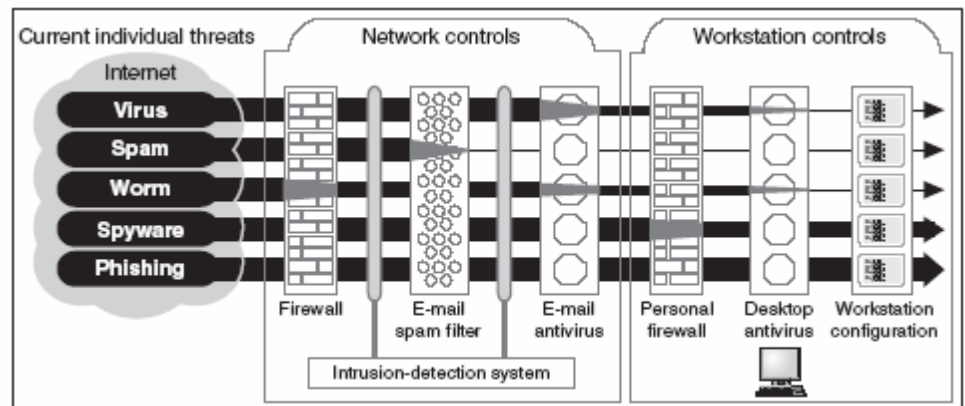 Current individual threats
Network controls
Workstation controls
Internet
Virus
Spam
Worm
Spyware
Phishing
Firewall
E-mail
spam filter
E-mail
antivirus
Personal
firewall
Desktop
antivirus
Workstation
configuration
Intrusion-detection system